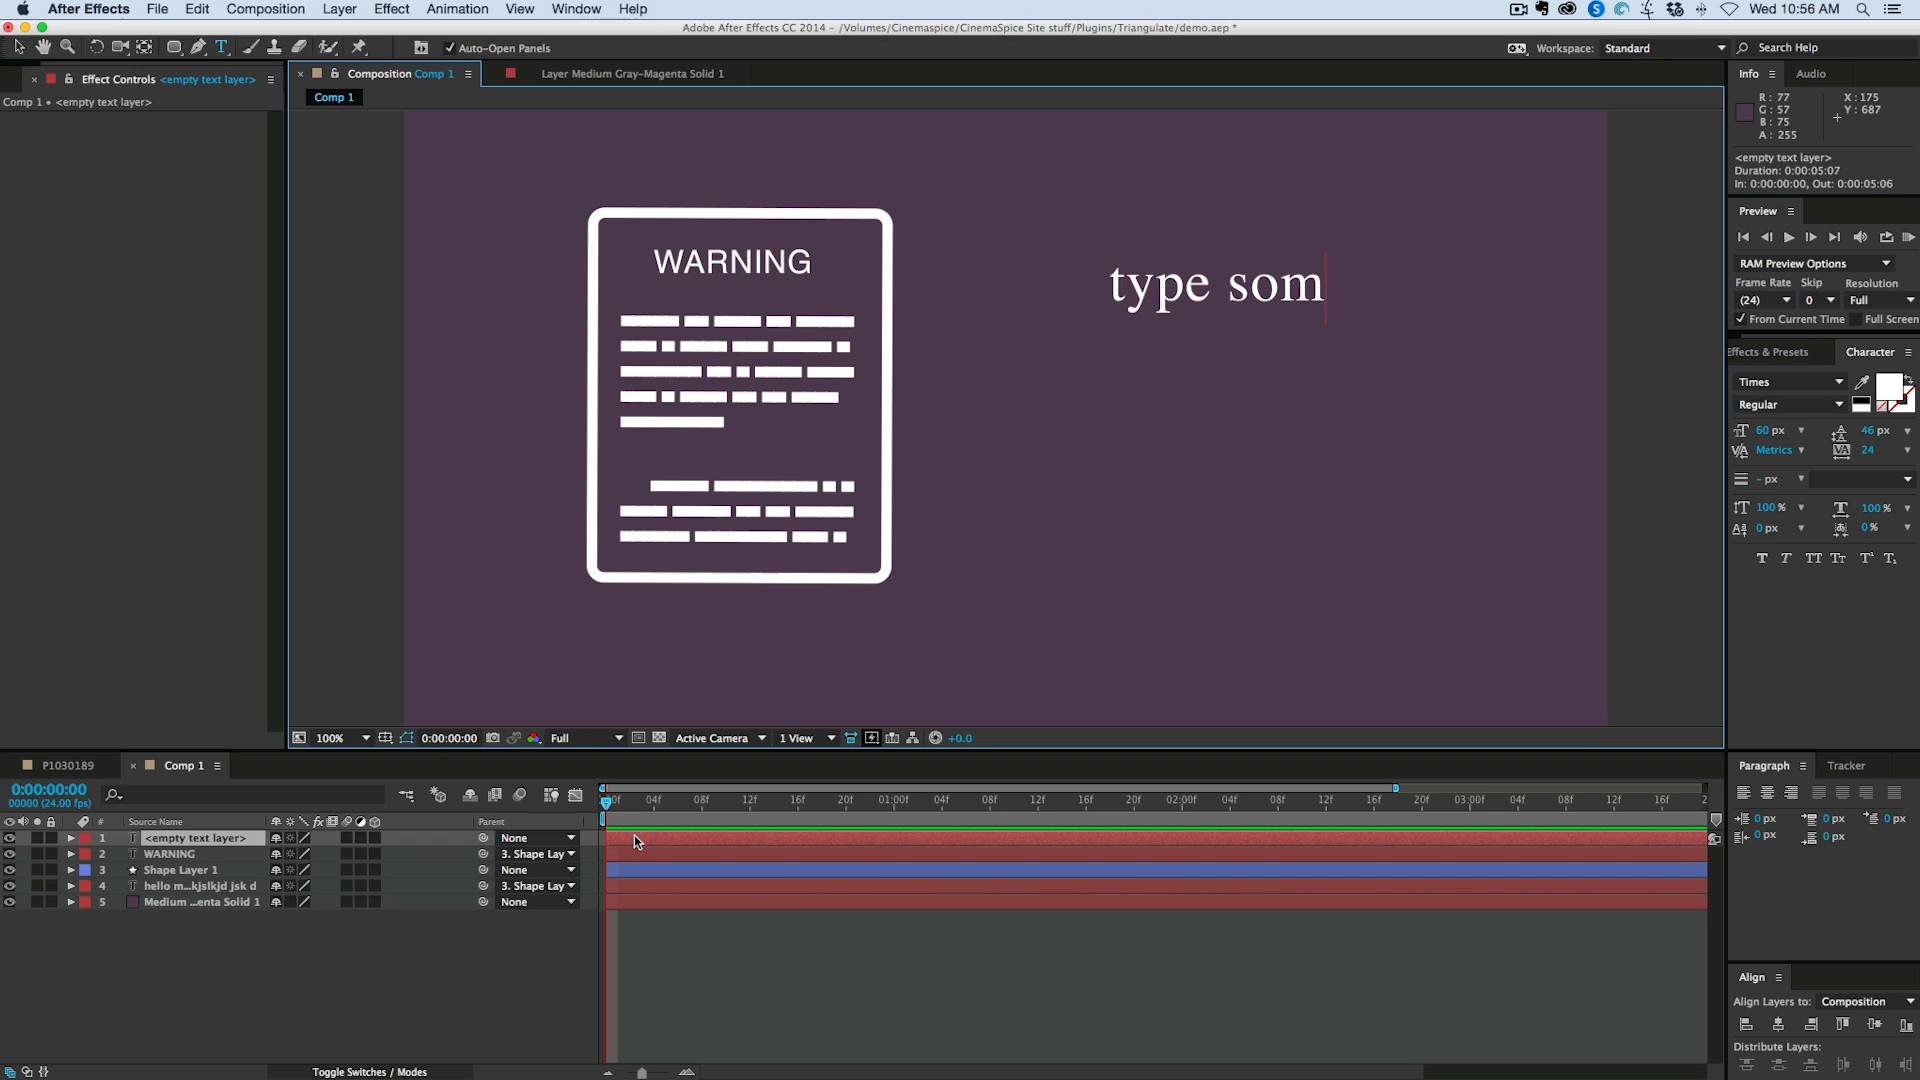 After Effects File Edit Composition Layer Effect Animation View Window Help Wed 10:56 AM
Adobe After Effects CC 2014 - /Volumes/Cinemaspice/CinemaSpice Site stuff/Plugins/Triangulate/demo.aep *
Auto-Open Panels Workspace: Standard Search Help
Effect Controls <empty text layer> Composition Comp 1 Layer Medium Gray-Magenta Solid 1 Info Audio
Comp 1 • <empty text layer> Comp 1
R: 77 X: 175
G: 57 Y: 687
B: 75
A: 255
<empty text layer>
Duration: 0:00:05:07
In: 0:00:00:00, Out: 0:00:05:06
Preview
RAM Preview Options
Frame Rate Skip Resolution
(24) 0 Full
From Current Time Full Screen
WARNING
type som
Effects & Presets Character
Times
Regular
60 px 46 px
Metrics 24
- px
100 % 100 %
0 px 0 %
T T TT Tr T¹ T₁
100% 0:00:00:00 Full Active Camera 1 View +0.0
P1030189 Comp 1 Paragraph Tracker
0:00:00:00
00000 (24.00 fps)
00f 04f 08f 12f 16f 20f 01:00f 04f 08f 12f 16f 20f 02:00f 04f 08f 12f 16f 20f 03:00f 04f 08f 12f 16f 2
0 px 0 px 0 px
0 px 0 px
# Source Name fx Parent
1 <empty text layer> None
2 WARNING 3. Shape Lay
3 Shape Layer 1 None
4 hello m...kjslkjd jsk d 3. Shape Lay
5 Medium ...enta Solid 1 None
Align
Align Layers to: Composition
Distribute Layers:
Toggle Switches / Modes